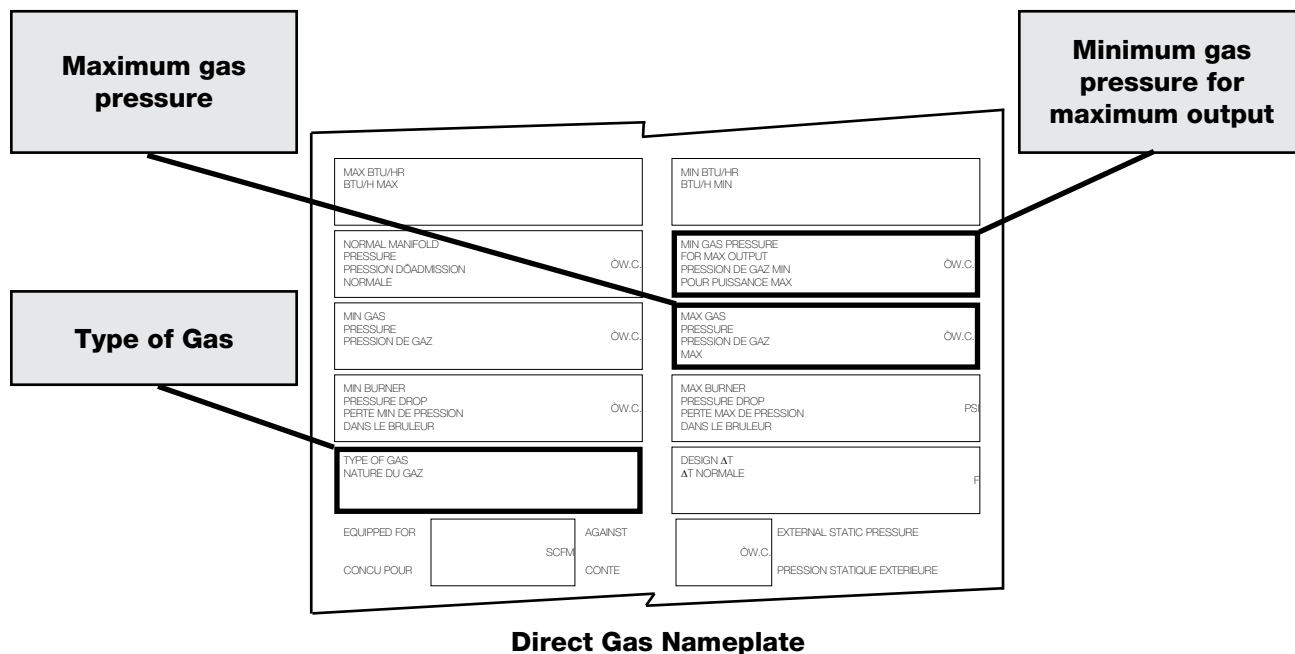 Maximum gas
pressure
Minimum gas
pressure for
maximum output
Type of Gas
MAX BTU/HR
BTU/H MAX
MIN BTU/HR
BTU/H MIN
NORMAL MANIFOLD
PRESSURE
PRESSION DÕADMISSION
NORMALE
ÒW.C.
MIN GAS PRESSURE
FOR MAX OUTPUT
PRESSION DE GAZ MIN
POUR PUISSANCE MAX
ÒW.C.
MIN GAS
PRESSURE
PRESSION DE GAZ
ÒW.C.
MAX GAS
PRESSURE
PRESSION DE GAZ
MAX
ÒW.C.
MIN BURNER
PRESSURE DROP
PERTE MIN DE PRESSION
DANS LE BRULEUR
ÒW.C.
MAX BURNER
PRESSURE DROP
PERTE MAX DE PRESSION
DANS LE BRULEUR
PSI
TYPE OF GAS
NATURE DU GAZ
DESIGN ΔT
ΔT NORMALE
F
EQUIPPED FOR
SCFM
AGAINST
ÒW.C.
EXTERNAL STATIC PRESSURE
CONCU POUR
CONTE
PRESSION STATIQUE EXTERIEURE
Direct Gas Nameplate